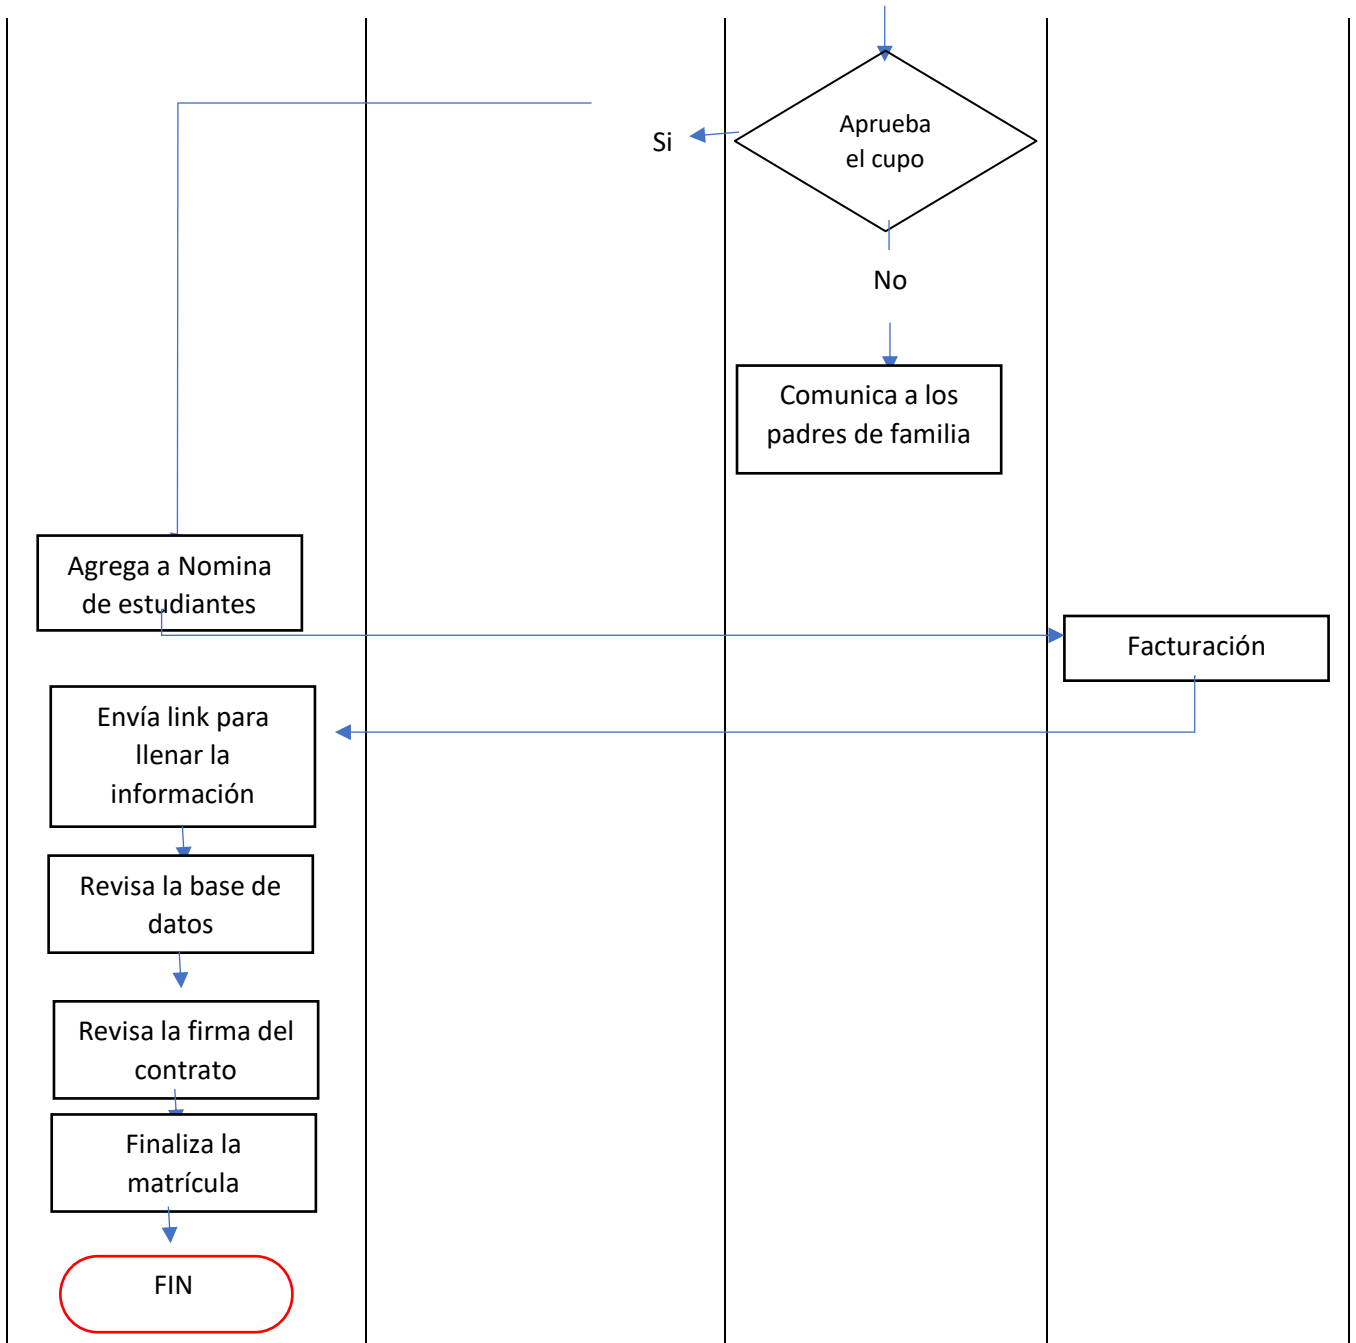 Aprueba
el cupo
Si
No
Comunica a los
padres de familia
Agrega a Nomina
de estudiantes
Facturación
Envía link para
llenar la
información
Revisa la base de
datos
Revisa la firma del
contrato
Finaliza la
matrícula
FIN